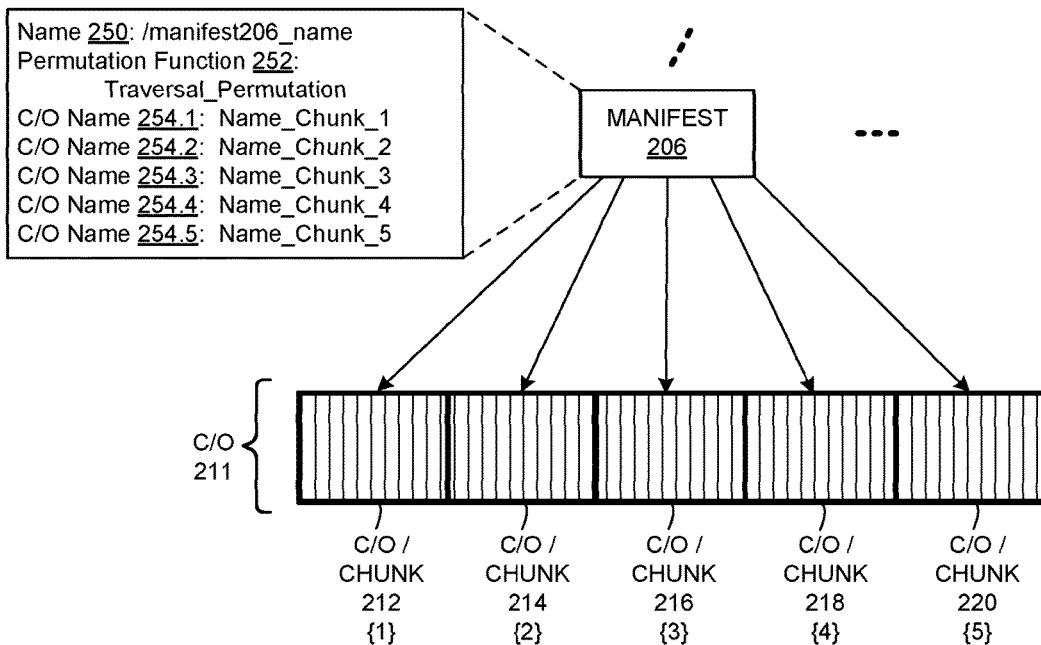 Name 250: /manifest206_name
Permutation Function 252:
Traversal_Permutation
C/O Name 254.1: Name_Chunk_1
C/O Name 254.2: Name_Chunk_2
C/O Name 254.3: Name_Chunk_3
C/O Name 254.4: Name_Chunk_4
C/O Name 254.5: Name_Chunk_5
MANIFEST
206
C/O
211
C/O /
CHUNK
212
{1}
C/O /
CHUNK
214
{2}
C/O /
CHUNK
216
{3}
C/O /
CHUNK
218
{4}
C/O /
CHUNK
220
{5}